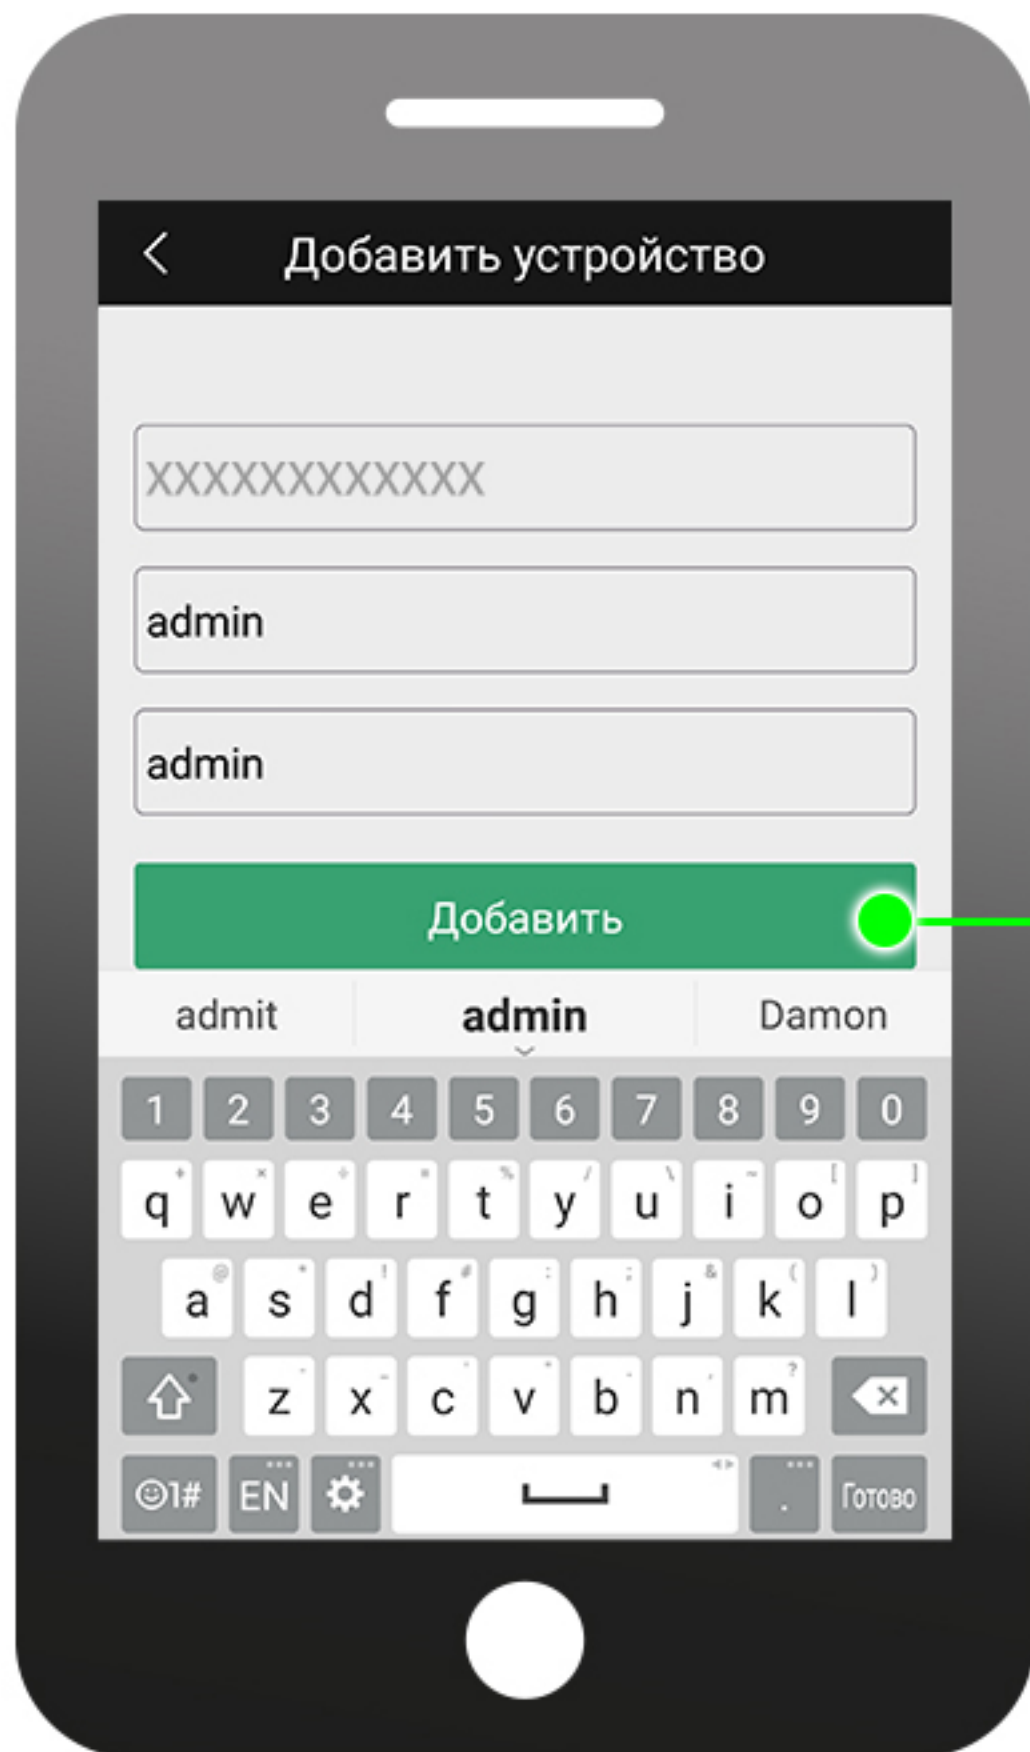 Добавить устройство
XXXXXXXXXXXX
admin
admin
Добавить
admit admin Damon
1 2 3 4 5 6 7 8 9 0
q w e r t y u i o p
a s d f g h j k l
z x c v b n m
1# EN . Готово